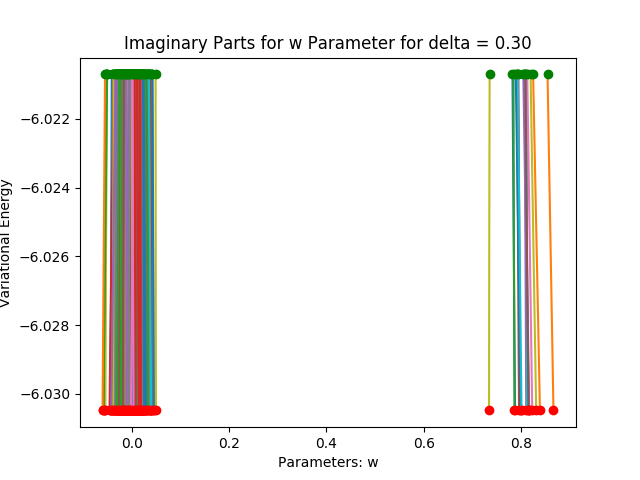 Imaginary Parts for w Parameter for delta = 0.30
Variational Energy
−6.022
−6.024
−6.026
−6.028
−6.030
0.0 0.2 0.4 0.6 0.8
Parameters: w